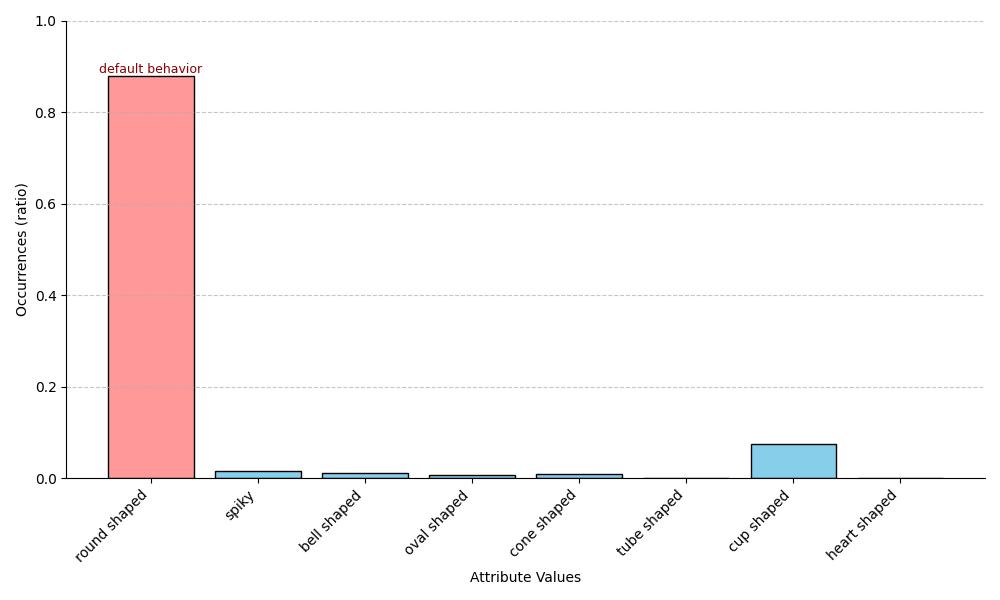 1.0
default behavior
0.8
0.6
0.4
0.2
0.0
Occurrences (ratio)
round shaped
spiky
bell shaped
oval shaped
cone shaped
tube shaped
cup shaped
heart shaped
Attribute Values